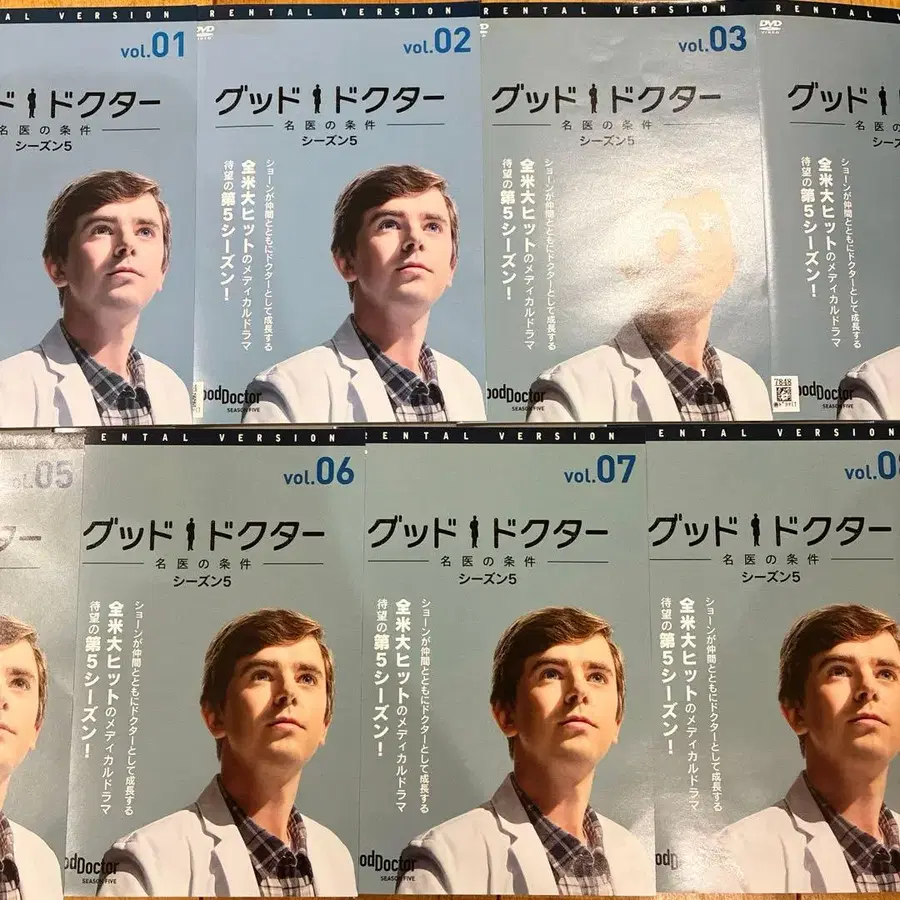 AL VERSION
vol.01
ド ドクター
名医の条件
シーズン5
RENTAL VERSION
DVD
vol.02
グッド ドクター
名医の条件
シーズン5
ショーンが仲間とともにドクターとして成長する
全米大ヒットのメディカルドラマ
待望の第5シーズン!
oodDoctor
SEASON FIVE
RENTAL VERSION
vol.03
グッド ドクター
名医の条件
シーズン5
ショーンが仲間とともにドクターとして成長する
全米大ヒットのメディカルドラマ
待望の第5シーズン!
oodDoctor
SEASON FIVE
RENTAL V
DVD
VIDEO
グッド
名医の
シーズ
ショーンが仲間とともにドクターとして成長する
全米大ヒットのメディカルドラマ
待望の第5シーズン!
7848
oodDoctor
SEASON FIVE
vol.05
ター
ENTAL VERSION
vol.06
グッド ドクター
名医の条件
シーズン5
ショーンが仲間とともにドクターとして成長する
全米大ヒットのメディカルドラマ
待望の第5シーズン!
odDoctor
SEASON FIVE
RENTAL VERSION
vol.07
グッド ドクター
名医の条件
シーズン5
ショーンが仲間とともにドクターとして成長する
全米大ヒットのメディカルドラマ
待望の第5シーズン!
odDoctor
SEASON FIVE
ENTAL VERSION
vol.08
グッド ドクター
名医の条件
シーズン5
ショーンが仲間とともにドクターとして成長する
全米大ヒットのメディカルドラマ
待望の第5シーズン!
odD